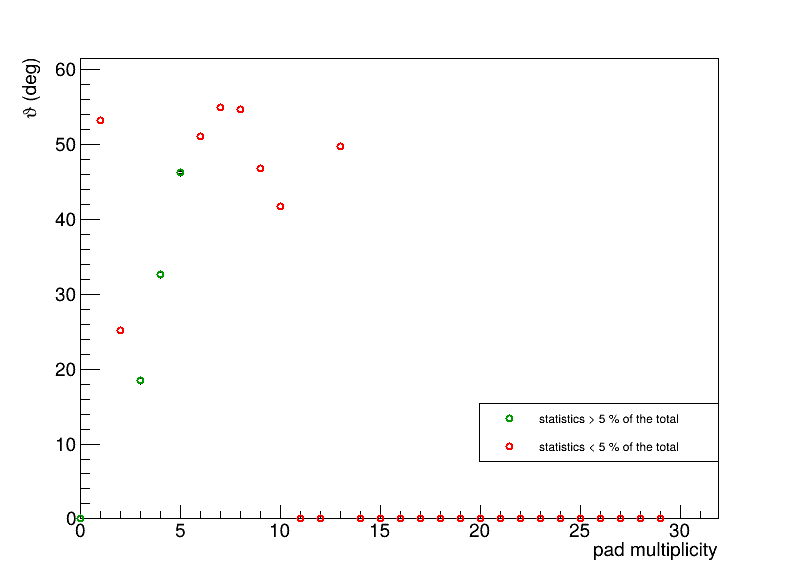 ϑ (deg)
60
50
40
30
20
10
0
statistics > 5 % of the total
statistics < 5 % of the total
0 5 10 15 20 25 30
pad multiplicity